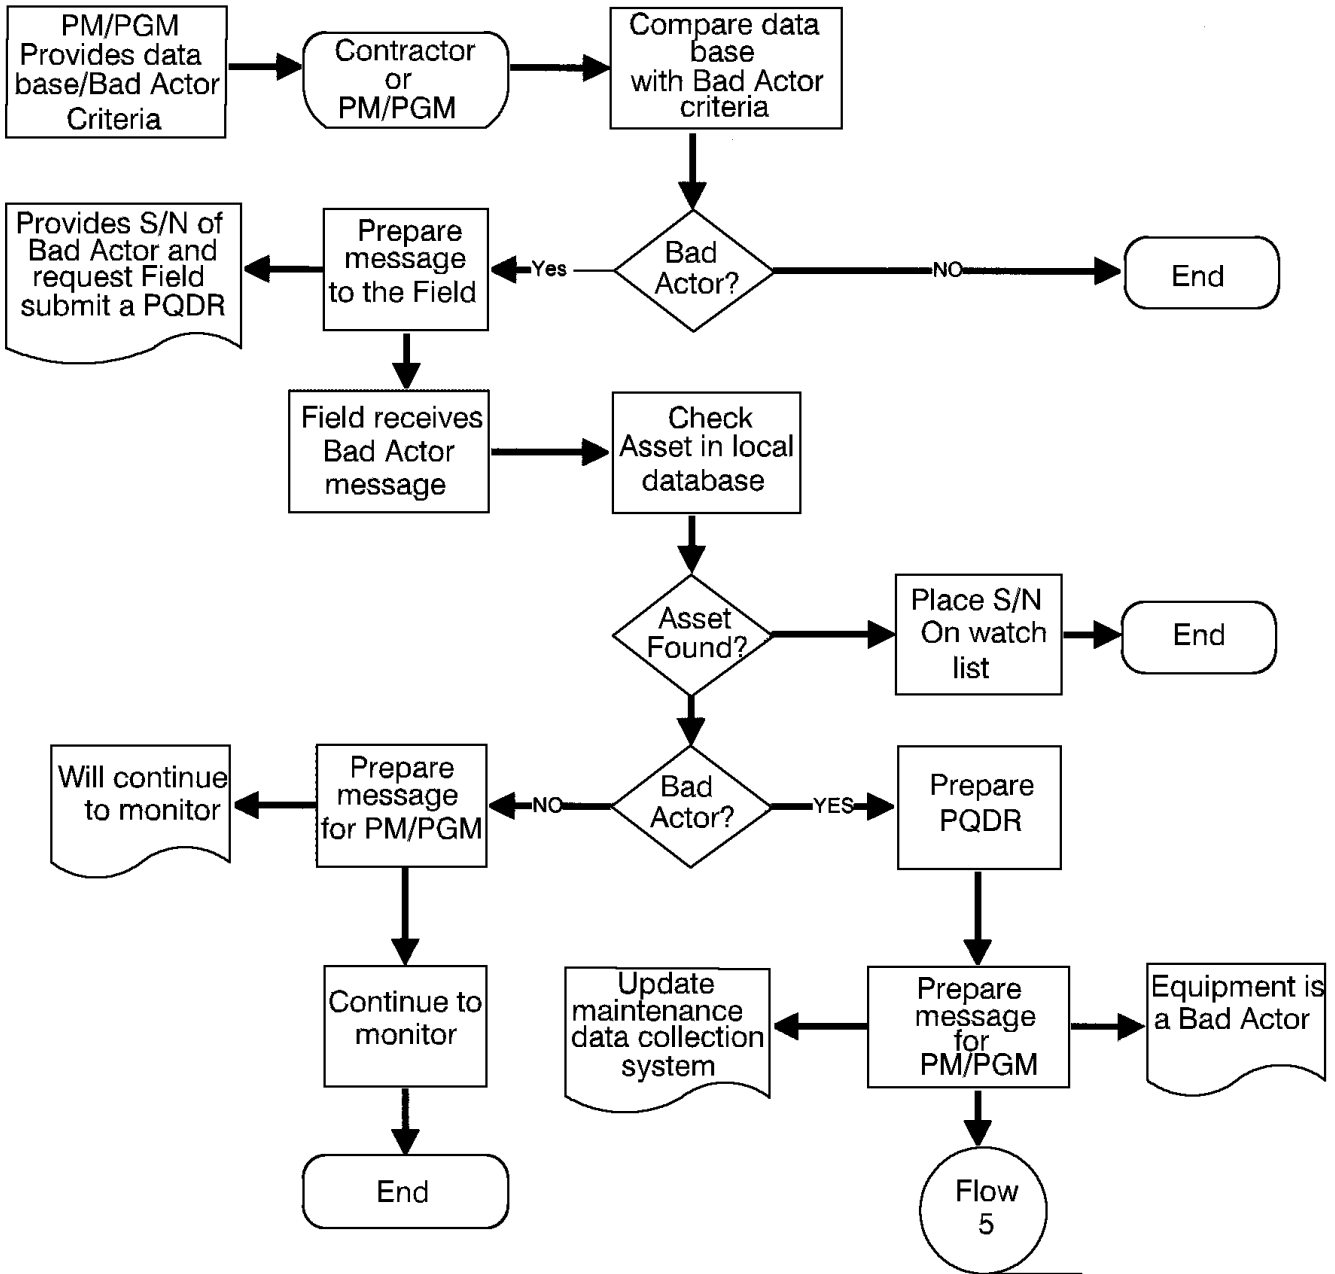 PM/PGM
Provides data
base/Bad Actor
Criteria
Contractor
or
PM/PGM
Compare data
base
with Bad Actor
criteria
Provides S/N of
Bad Actor and
request Field
submit a PQDR
Prepare
message
to the Field
Yes
Bad
Actor?
NO
End
Field receives
Bad Actor
message
Check
Asset in local
database
Asset
Found?
Place S/N
On watch
list
End
Will continue
to monitor
Prepare
message
for PM/PGM
NO
Bad
Actor?
YES
Prepare
PQDR
Continue to
monitor
Update
maintenance
data collection
system
Prepare
message
for
PM/PGM
Equipment is
a Bad Actor
End
Flow
5